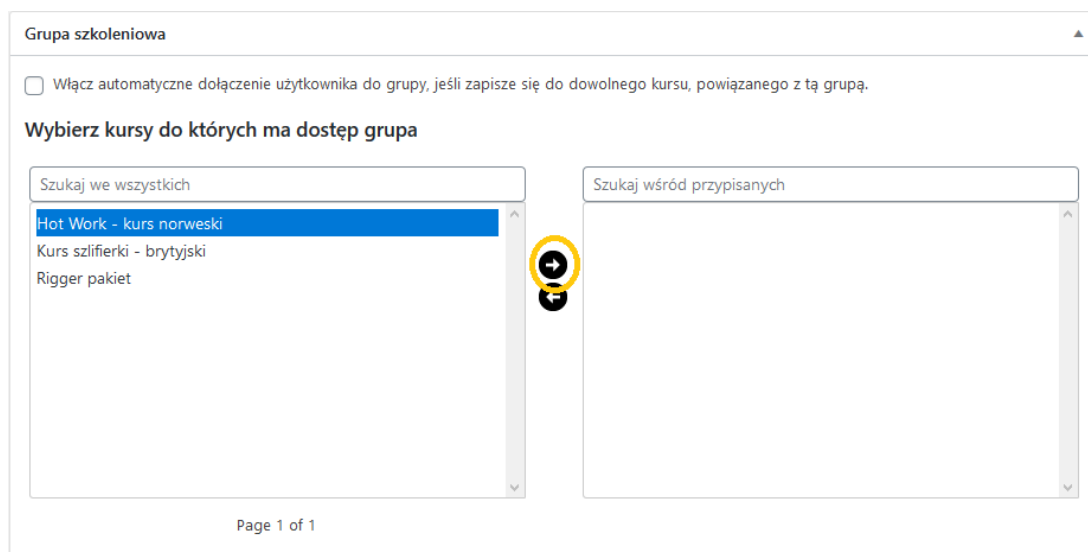 Grupa szkoleniowa
Włącz automatyczne dołączenie użytkownika do grupy, jeśli zapisze się do dowolnego kursu, powiązanego z tą grupą.
Wybierz kursy do których ma dostęp grupa
Szukaj we wszystkich
Szukaj wśród przypisanych
Hot Work - kurs norweski
Kurs szlifierki - brytyjski
Rigger pakiet
Page 1 of 1